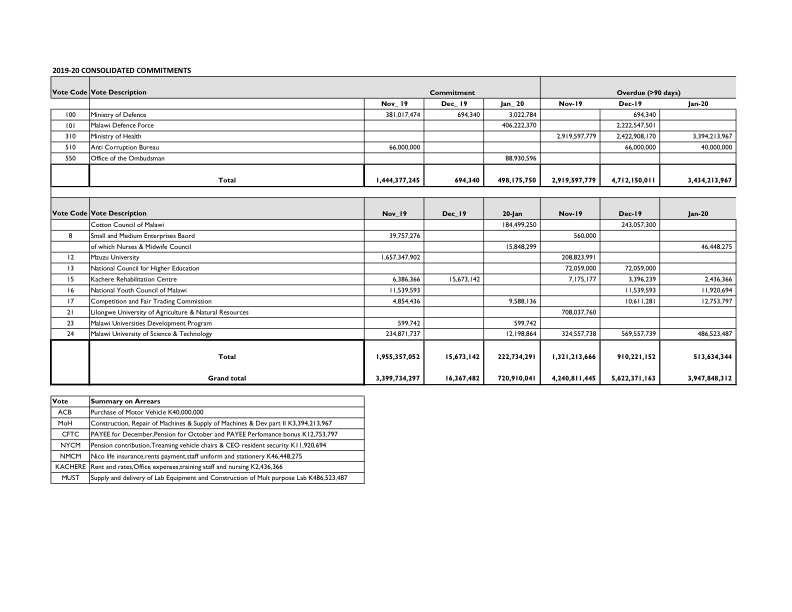 2019-20 CONSOLIDATED COMMITMENTS
Vote Code Vote Description Commitment Overdue (>90 days)
Nov_ 19 Dec_ 19 Jan_ 20 Nov-19 Dec-19 Jan-20
100 Ministry of Defence 381,017,474 694,340 3,022,784 694,340
101 Malawi Defence Force 406,222,370 2,222,547,501
310 Ministry of Health 2,919,597,779 2,422,908,170 3,394,213,967
510 Anti Corruption Bureau 66,000,000 66,000,000 40,000,000
550 Office of the Ombudsman 88,930,596
Total 1,444,377,245 694,340 498,175,750 2,919,597,779 4,712,150,011 3,434,213,967
Vote Code Vote Description Nov_19 Dec_19 20-Jan Nov-19 Dec-19 Jan-20
Cotton Council of Malawi 184,499,250 243,057,300
8 Small and Medium Enterprises Baord 39,757,276 560,000
of which Nurses & Midwife Council 15,848,299 46,448,275
12 Mzuzu University 1,657,347,902 208,823,991
13 National Council for Higher Education 72,059,000 72,059,000
15 Kachere Rehabilitation Centre 6,386,366 15,673,142 7,175,177 3,396,239 2,436,366
16 National Youth Council of Malawi 11,539,593 11,539,593 11,920,694
17 Competition and Fair Trading Commission 4,854,436 9,588,136 10,611,281 12,753,797
21 Lilongwe University of Agriculture & Natural Resources 708,037,760
23 Malawi Universities Development Program 599,742 599,742
24 Malawi University of Science & Technology 234,871,737 12,198,864 324,557,738 569,557,739 486,523,487
Total 1,955,357,052 15,673,142 222,734,291 1,321,213,666 910,221,152 513,634,344
Grand total 3,399,734,297 16,367,482 720,910,041 4,240,811,445 5,622,371,163 3,947,848,312
Vote Summary on Arrears
ACB Purchase of Motor Vehicle K40,000,000
MoH Construction, Repair of Machines & Supply of Machines & Dev part II K3,394,213,967
CFTC PAYEE for December,Pension for October and PAYEE Perfomance bonus K12,753,797
NYCM Pension contribution,Treaming vehicle chairs & CEO resident security K11,920,694
NMCM Nico life insurance,rents payment,staff uniform and stationery K46,448,275
KACHERE Rent and rates,Office expenses,training staff and nursing K2,436,366
MUST Supply and delivery of Lab Equipment and Construction of Mult purpose Lab K486,523,487